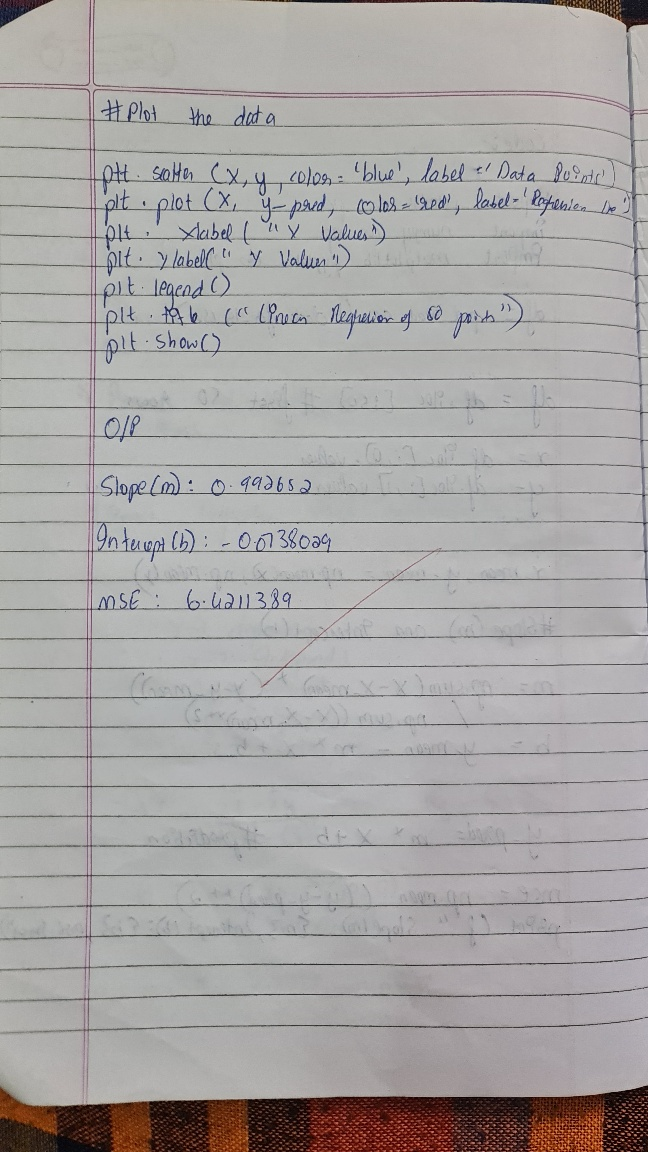 #Plot the data
plt. scatter (X, y, color = 'blue', label = 'Data Points')
plt. plot (X, y-pred, color = 'red', label = 'Regression line')
plt. xlabel ( "X Values")
plt. ylabel( " Y Values")
plt. legend ()
plt. title (" Linear Regression of 50 points")
plt. show()
O/P
Slope(m) : 0.992652
Intercept (b) : -0.0738029
MSE : 6.4211389